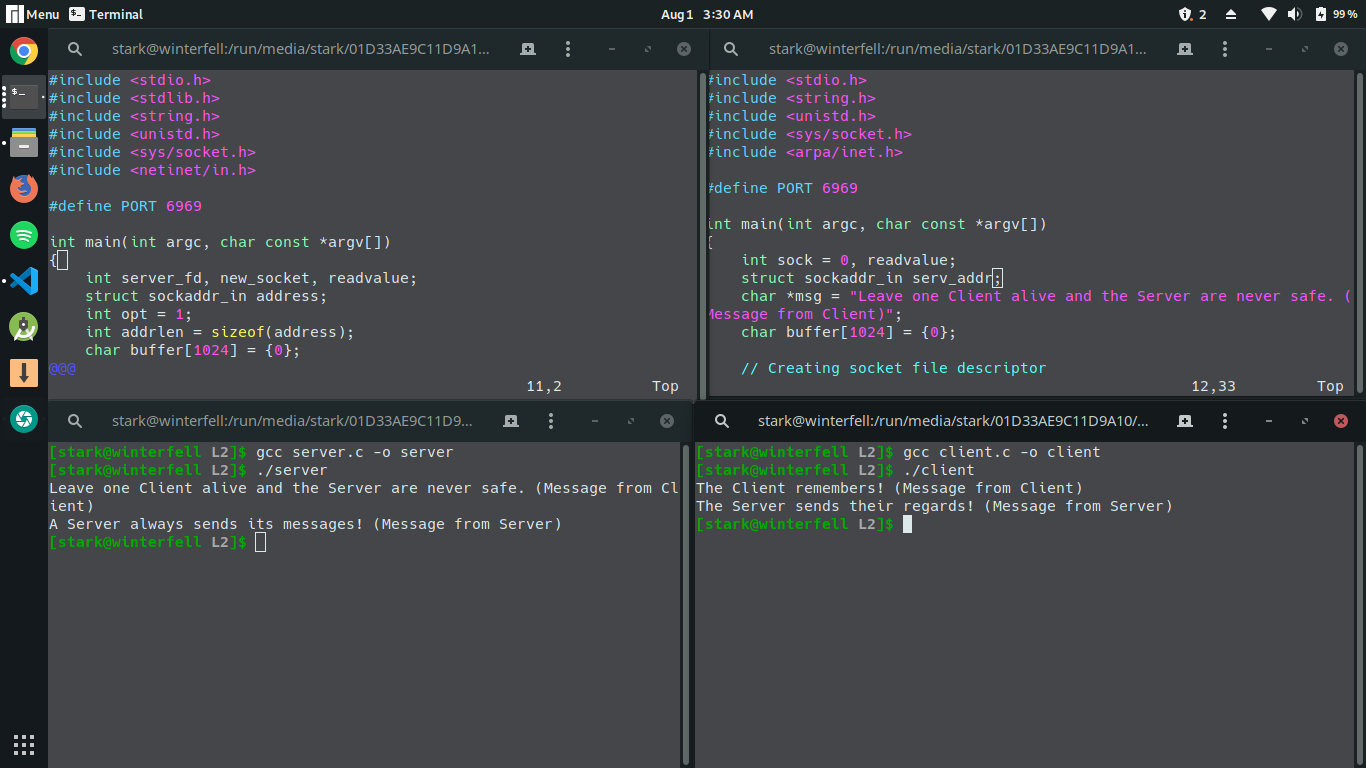 Menu Terminal Aug 1 3:30 AM 2 99 %
stark@winterfell:/run/media/stark/01D33AE9C11D9A1...
#include <stdio.h>
#include <stdlib.h>
#include <string.h>
#include <unistd.h>
#include <sys/socket.h>
#include <netinet/in.h>
#define PORT 6969
int main(int argc, char const *argv[])
{
int server_fd, new_socket, readvalue;
struct sockaddr_in address;
int opt = 1;
int addrlen = sizeof(address);
char buffer[1024] = {0};
@@@
11,2 Top
stark@winterfell:/run/media/stark/01D33AE9C11D9A1...
#include <stdio.h>
#include <string.h>
#include <unistd.h>
#include <sys/socket.h>
#include <arpa/inet.h>
#define PORT 6969
int main(int argc, char const *argv[])
{
int sock = 0, readvalue;
struct sockaddr_in serv_addr;
char *msg = "Leave one Client alive and the Server are never safe. (
Message from Client)";
char buffer[1024] = {0};
// Creating socket file descriptor
12,33 Top
stark@winterfell:/run/media/stark/01D33AE9C11D9...
[stark@winterfell L2]$ gcc server.c -o server
[stark@winterfell L2]$ ./server
Leave one Client alive and the Server are never safe. (Message from Cl
ient)
A Server always sends its messages! (Message from Server)
[stark@winterfell L2]$
stark@winterfell:/run/media/stark/01D33AE9C11D9A10/...
[stark@winterfell L2]$ gcc client.c -o client
[stark@winterfell L2]$ ./client
The Client remembers! (Message from Client)
The Server sends their regards! (Message from Server)
[stark@winterfell L2]$